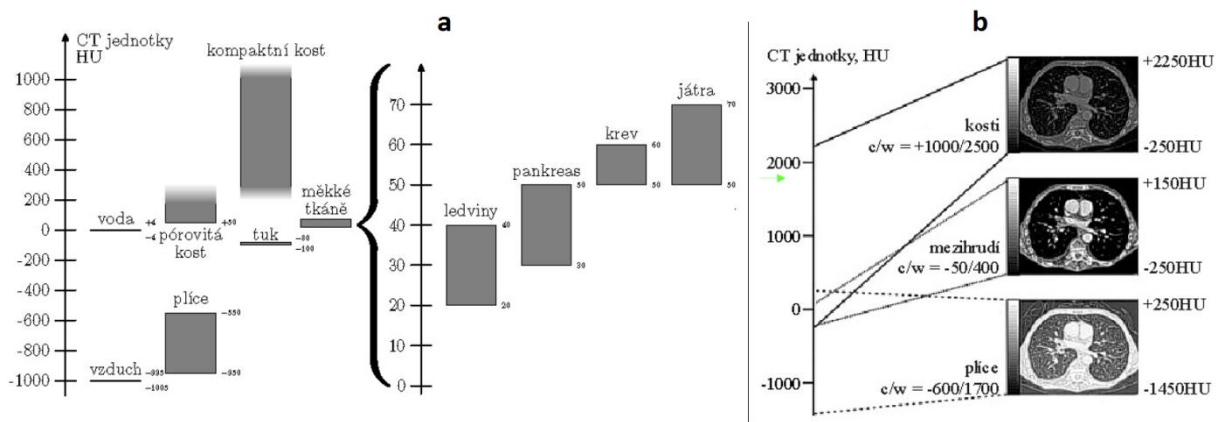 a
CT jednotky
HU
1000
800
600
400
200
0
-200
-400
-600
-800
-1000
voda
+4
-4
vzduch
-995
-1005
pórovitá
kost
+50
plíce
-550
-950
kompaktní kost
tuk
-80
-100
měkké
tkáně
70
60
50
40
30
20
10
0
ledviny
40
20
pankreas
50
30
krev
60
50
játra
70
50
b
CT jednotky, HU
3000
2000
1000
0
-1000
kosti
c/w = +1000/2500
+2250HU
-250HU
mezihrudí
c/w = -50/400
+150HU
-250HU
plíce
c/w = -600/1700
+250HU
-1450HU